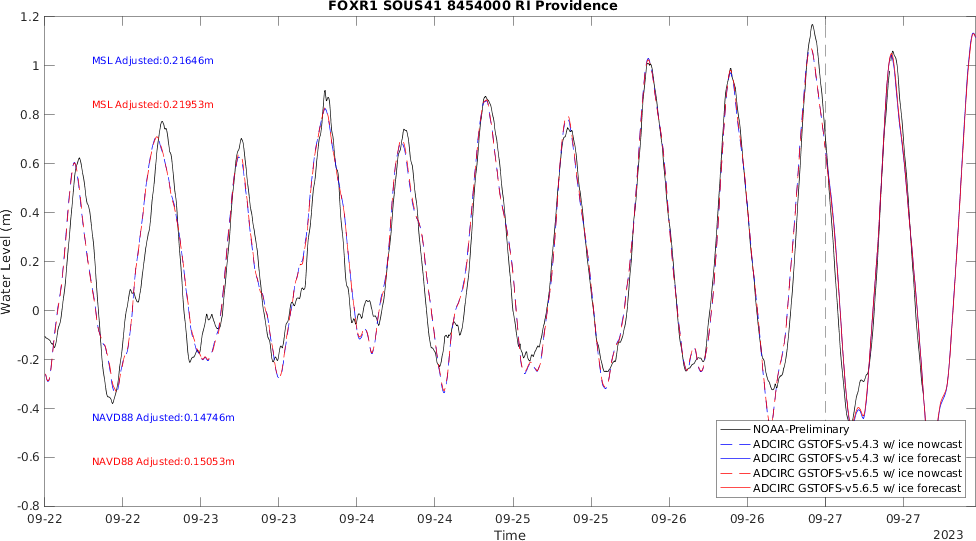 FOXR1 SOUS41 8454000 RI Providence
1.2
1
0.8
0.6
0.4
0.2
0
-0.2
-0.4
-0.6
-0.8
Water Level (m)
MSL Adjusted:0.21646m
MSL Adjusted:0.21953m
NAVD88 Adjusted:0.14746m
NAVD88 Adjusted:0.15053m
NOAA-Preliminary
ADCIRC GSTOFS-v5.4.3 w/ ice nowcast
ADCIRC GSTOFS-v5.4.3 w/ ice forecast
ADCIRC GSTOFS-v5.6.5 w/ ice nowcast
ADCIRC GSTOFS-v5.6.5 w/ ice forecast
09-22 09-22 09-23 09-23 09-24 09-24 09-25 09-25 09-26 09-26 09-27 09-27
Time
2023